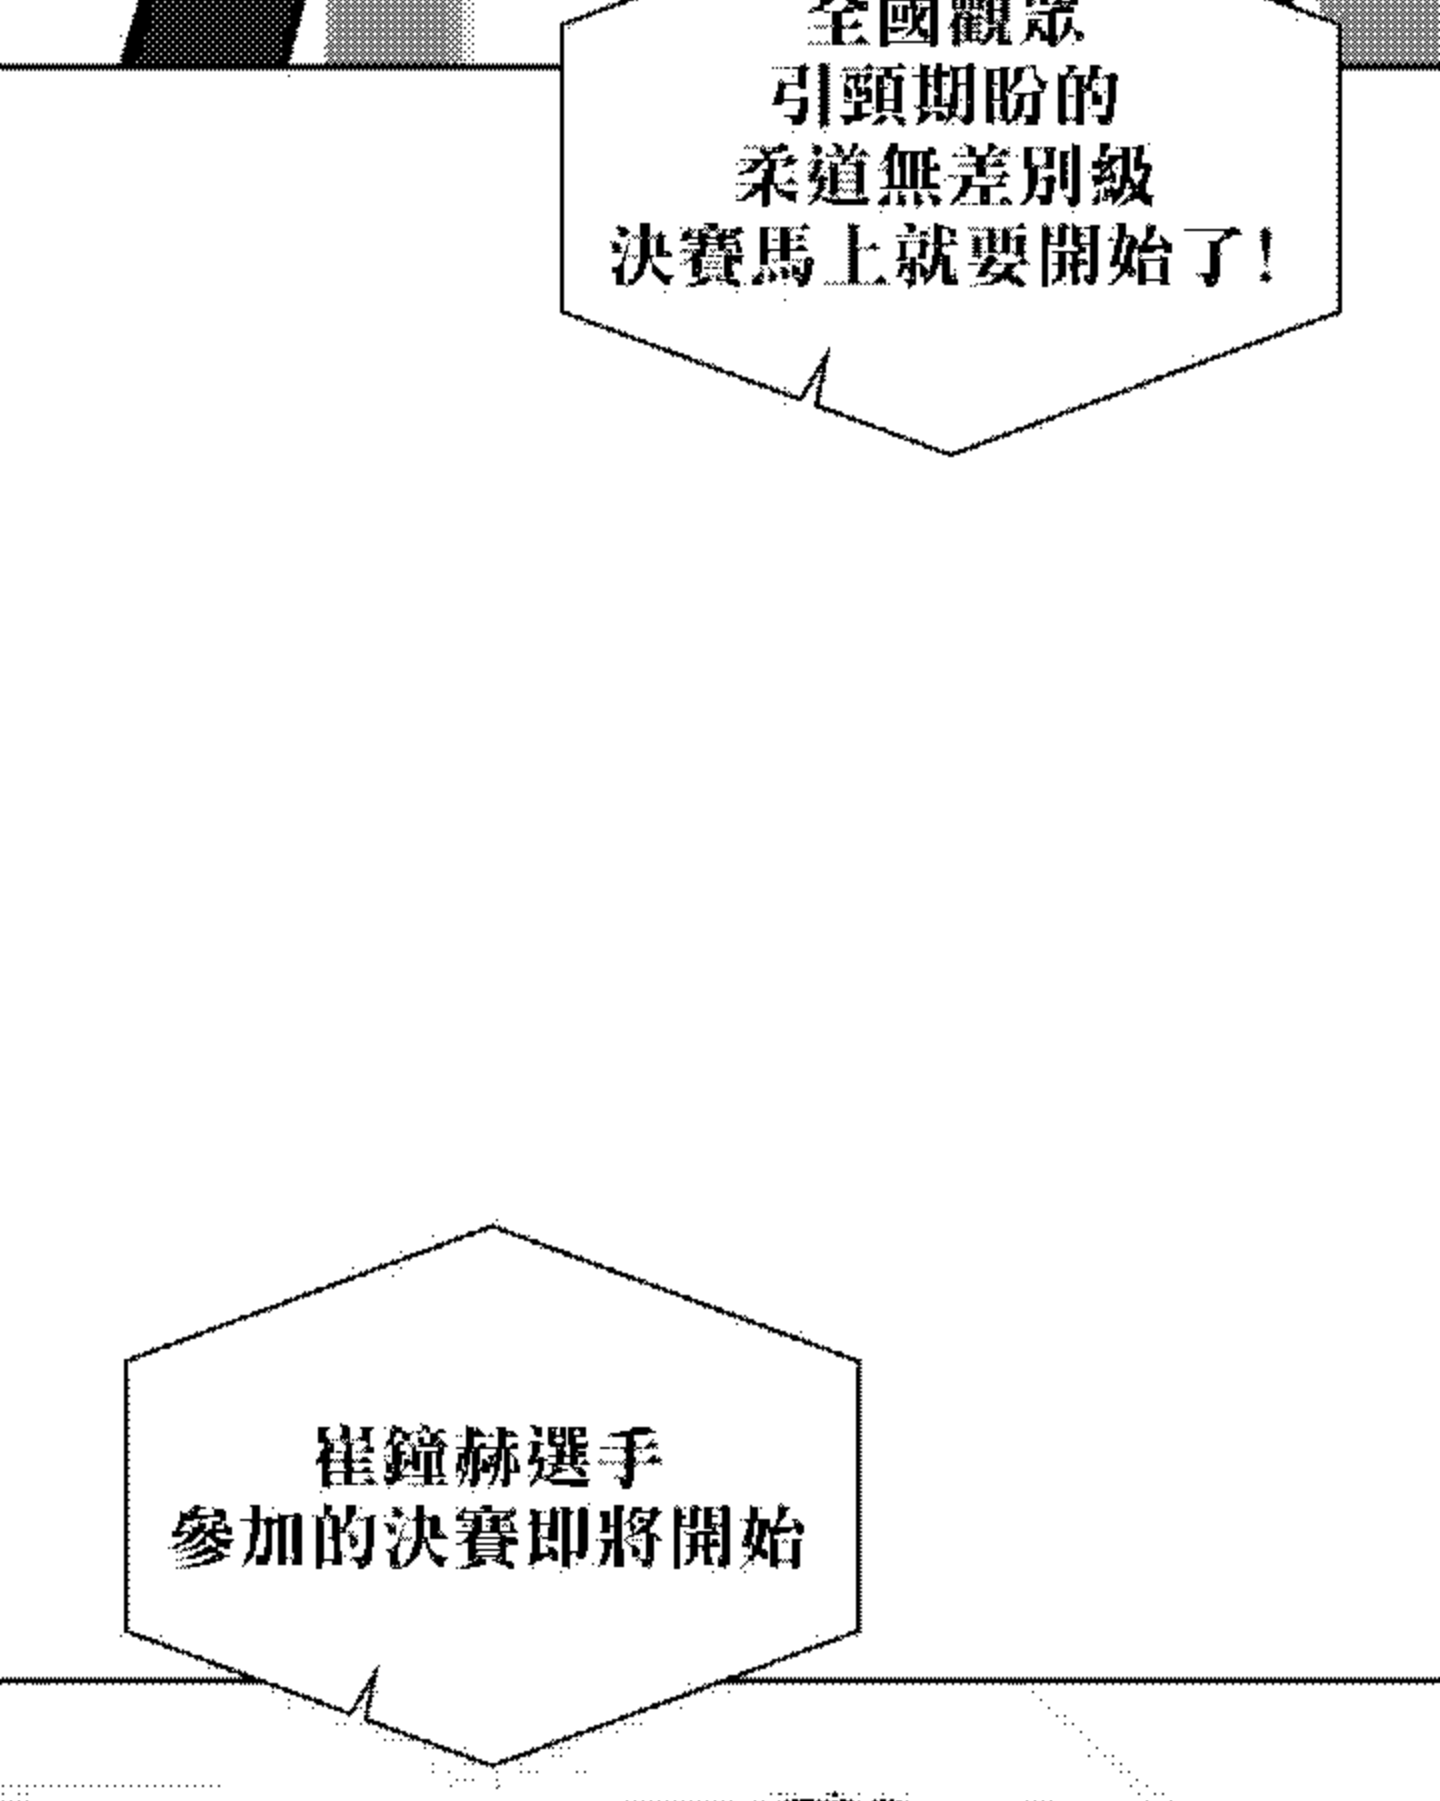 全國觀眾
引頸期盼的
柔道無差別級
決賽馬上就要開始了!
崔鐘赫選手
參加的決賽即將開始